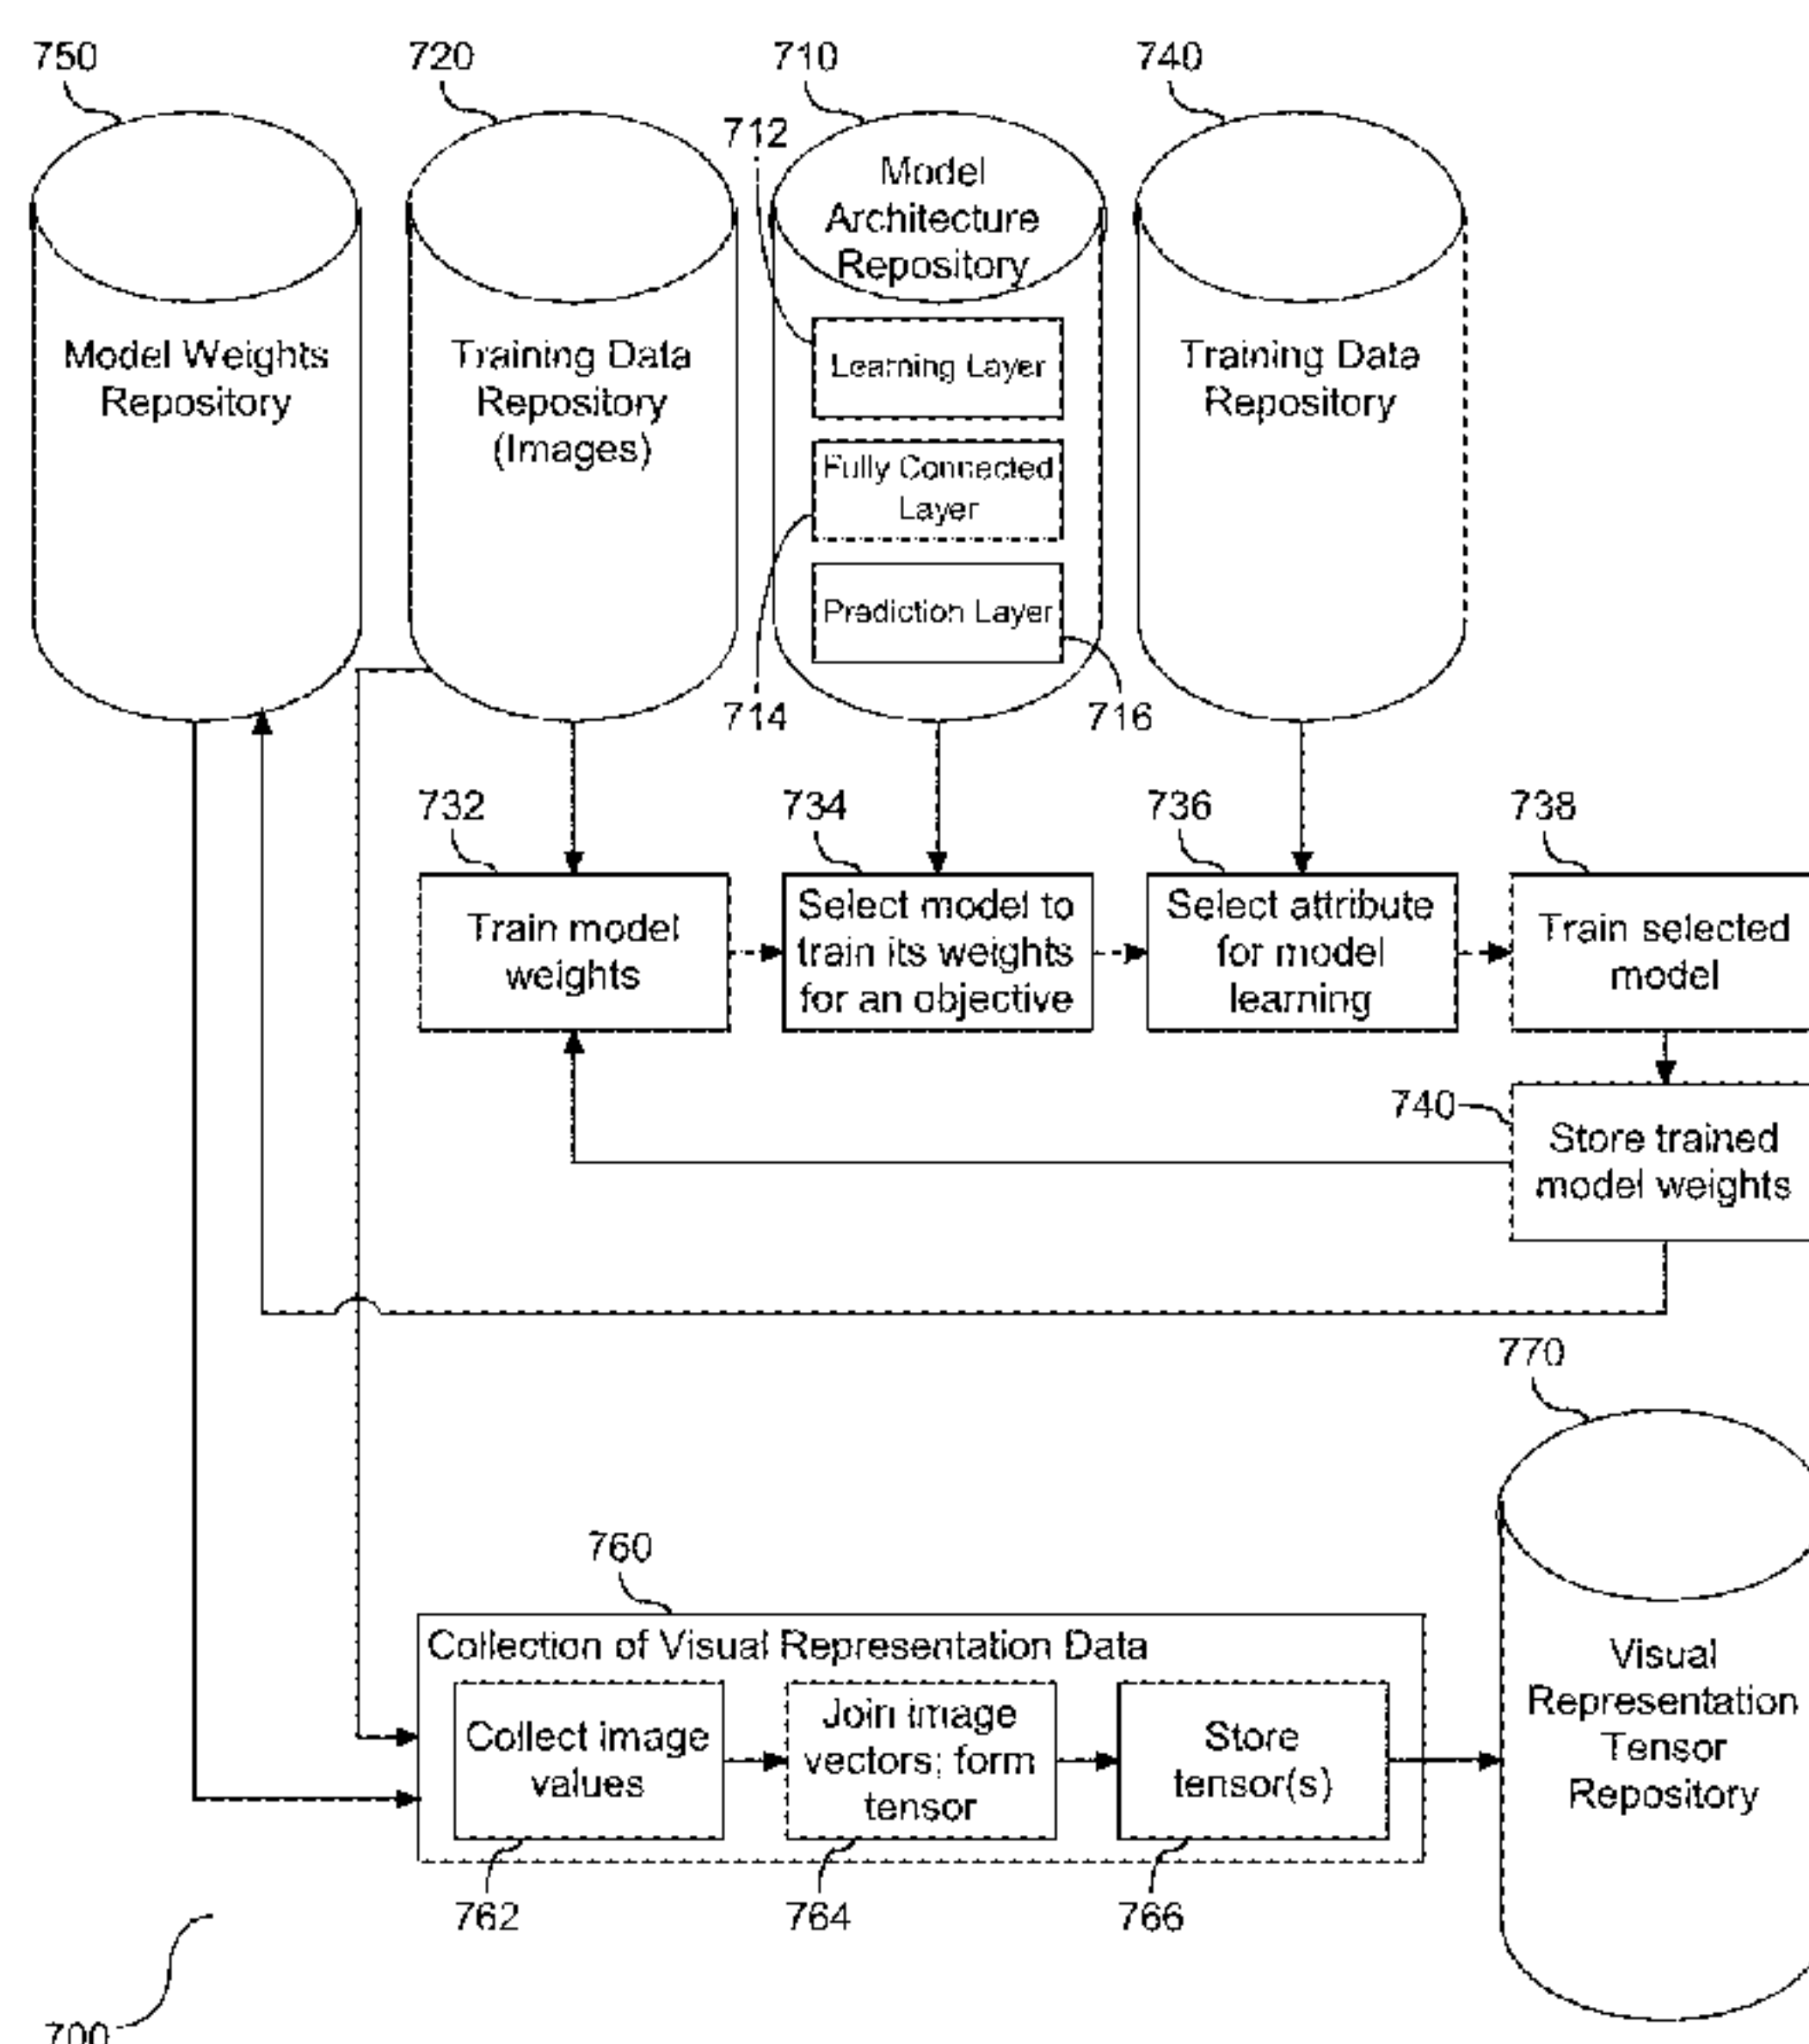 750
720
710
740
712
Model
Architecture
Repository
Model Weights
Repository
Training Data
Repository
(Images)
Learning Layer
Fully Connected
Layer
Prediction Layer
Training Data
Repository
714
716
732
734
736
738
Train model
weights
Select model to
train its weights
for an objective
Select attribute
for model
learning
Train selected
model
740
Store trained
model weights
770
760
Collection of Visual Representation Data
Collect image
values
Join image
vectors; form
tensor
Store
tensor(s)
Visual
Representation
Tensor
Repository
762
764
766
700